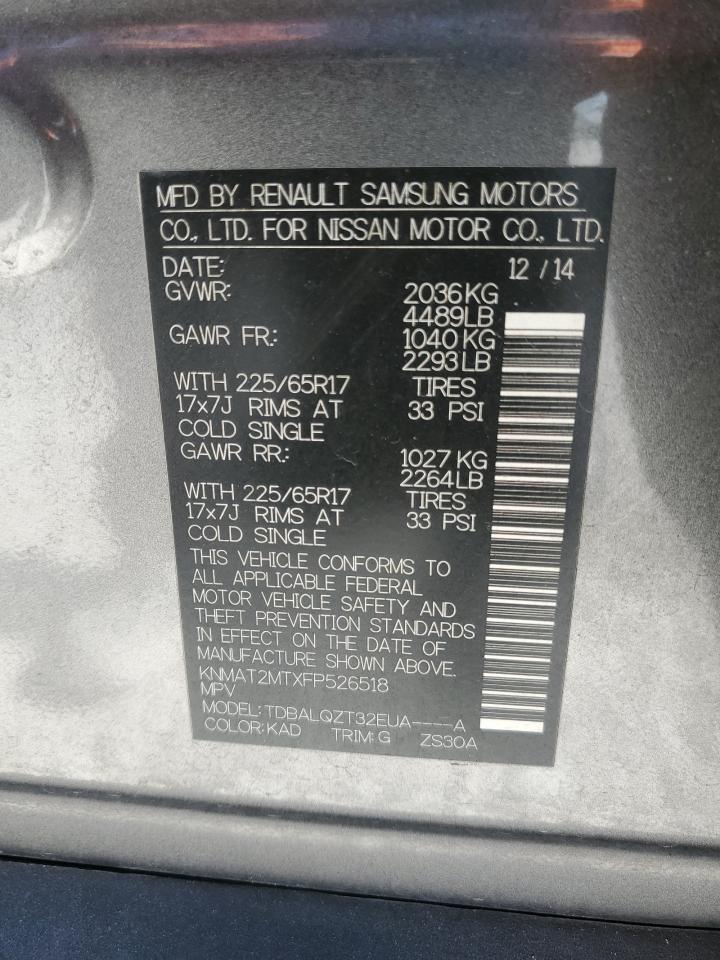 MFD BY RENAULT SAMSUNG MOTORS
CO., LTD. FOR NISSAN MOTOR CO., LTD.
DATE: 12 / 14
GVWR: 2036KG
4489LB
GAWR FR.: 1040KG
2293LB
WITH 225/65R17 TIRES
17x7J RIMS AT 33 PSI
COLD SINGLE
GAWR RR.: 1027KG
2264LB
WITH 225/65R17 TIRES
17x7J RIMS AT 33 PSI
COLD SINGLE
THIS VEHICLE CONFORMS TO
ALL APPLICABLE FEDERAL
MOTOR VEHICLE SAFETY AND
THEFT PREVENTION STANDARDS
IN EFFECT ON THE DATE OF
MANUFACTURE SHOWN ABOVE.
KNMAT2MTXFP526518
MPV
MODEL: TDBALQZT32EUA----A
COLOR: KAD TRIM: G ZS30A